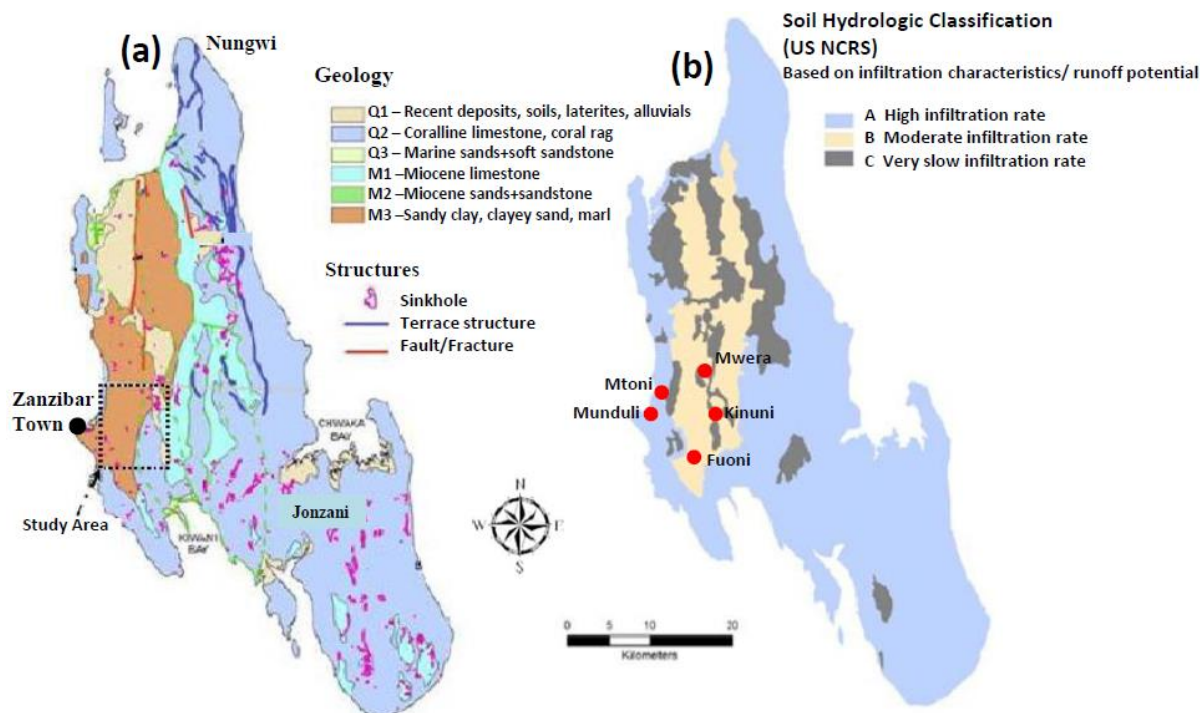 (a)
Nungwi
Geology
Q1 – Recent deposits, soils, laterites, alluvials
Q2 – Coralline limestone, coral rag
Q3 – Marine sands+soft sandstone
M1 –Miocene limestone
M2 –Miocene sands+sandstone
M3 –Sandy clay, clayey sand, marl
Structures
Sinkhole
Terrace structure
Fault/Fracture
Zanzibar
Town
Study Area
CHWAKA
BAY
Jonzani
KIWANI
BAY
N
W
E
S
0 5 10 20
Kilometers
(b)
Soil Hydrologic Classification
(US NCRS)
Based on infiltration characteristics/ runoff potential
A High infiltration rate
B Moderate infiltration rate
C Very slow infiltration rate
Mwera
Mtoni
Munduli
Kinuni
Fuoni